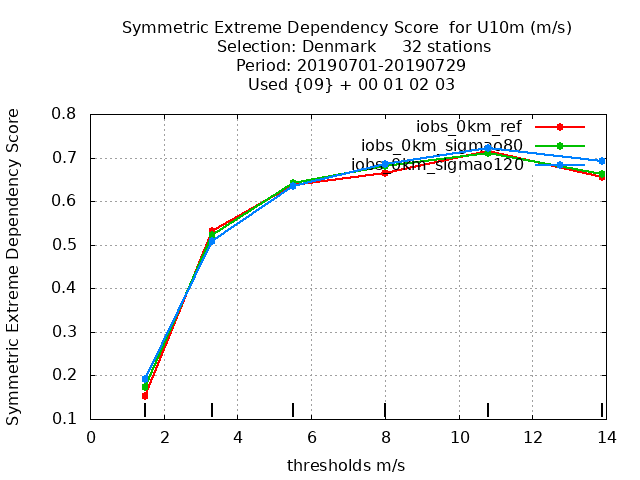 Symmetric Extreme Dependency Score  for U10m (m/s)
Selection: Denmark     32 stations
Period: 20190701-20190729
Used {09} + 00 01 02 03
iobs_0km_ref
iobs_0km_sigmao80
iobs_0km_sigmao120
Symmetric Extreme Dependency Score
0.8
0.7
0.6
0.5
0.4
0.3
0.2
0.1
0 2 4 6 8 10 12 14
thresholds m/s